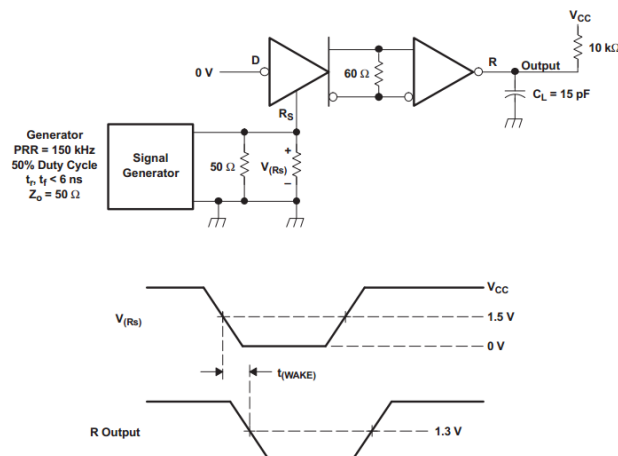 VCC
10 kΩ
0 V
D
60 Ω
R
Output
CL = 15 pF
RS
Generator
PRR = 150 kHz
50% Duty Cycle
tr, tf < 6 ns
Zo = 50 Ω
Signal
Generator
50 Ω
+
V(Rs)
−
VCC
V(Rs)
1.5 V
0 V
t(WAKE)
R Output
1.3 V